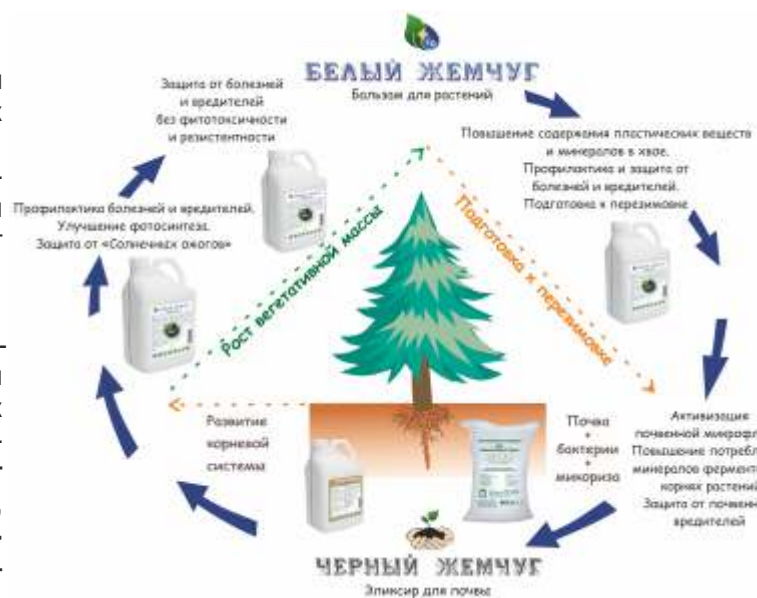 БЕЛЫЙ ЖЕМЧУГ
Бальзам для растений
Защита от болезней
и вредителей
без фитотоксичности
и резистентности
Повышение содержания пластических веществ
и минералов в хвое.
Профилактика и защита от
болезней и вредителей.
Подготовка к перезимовке
Профилактика болезней и вредителей.
Улучшение фотосинтеза.
Защита от «Солнечных ожогов»
Рост вегетативной массы
Подготовка к перезимовке
Развитие
корневой
системы
Почва
+
бактерии
+
микориза
Активизация
почвенной микрофл
Повышение потребл
минералов фермент
корнях растени
Защита от почвенн
вредителей
ЧЕРНЫЙ ЖЕМЧУГ
Эликсир для почвы